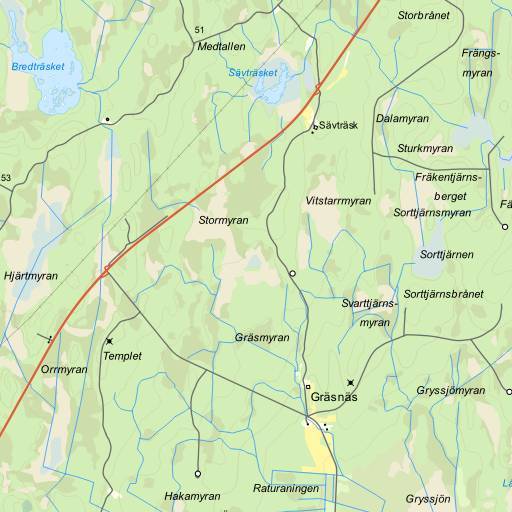 Storbrånet
51
Medtallen
Frängs-
myran
Bredträsket
Sävträsket
Dalamyran
Sävträsk
Sturkmyran
53
Fräkentjärns-
berget
Vitstarrmyran
Fä
Sorttjärnsmyran
Stormyran
Sorttjärnen
Hjärtmyran
Sorttjärnsbrånet
Svarttjärns-
myran
Gräsmyran
Templet
Orrmyran
Gryssjömyran
Gräsnäs
Raturaningen
Hakamyran
Gryssjön